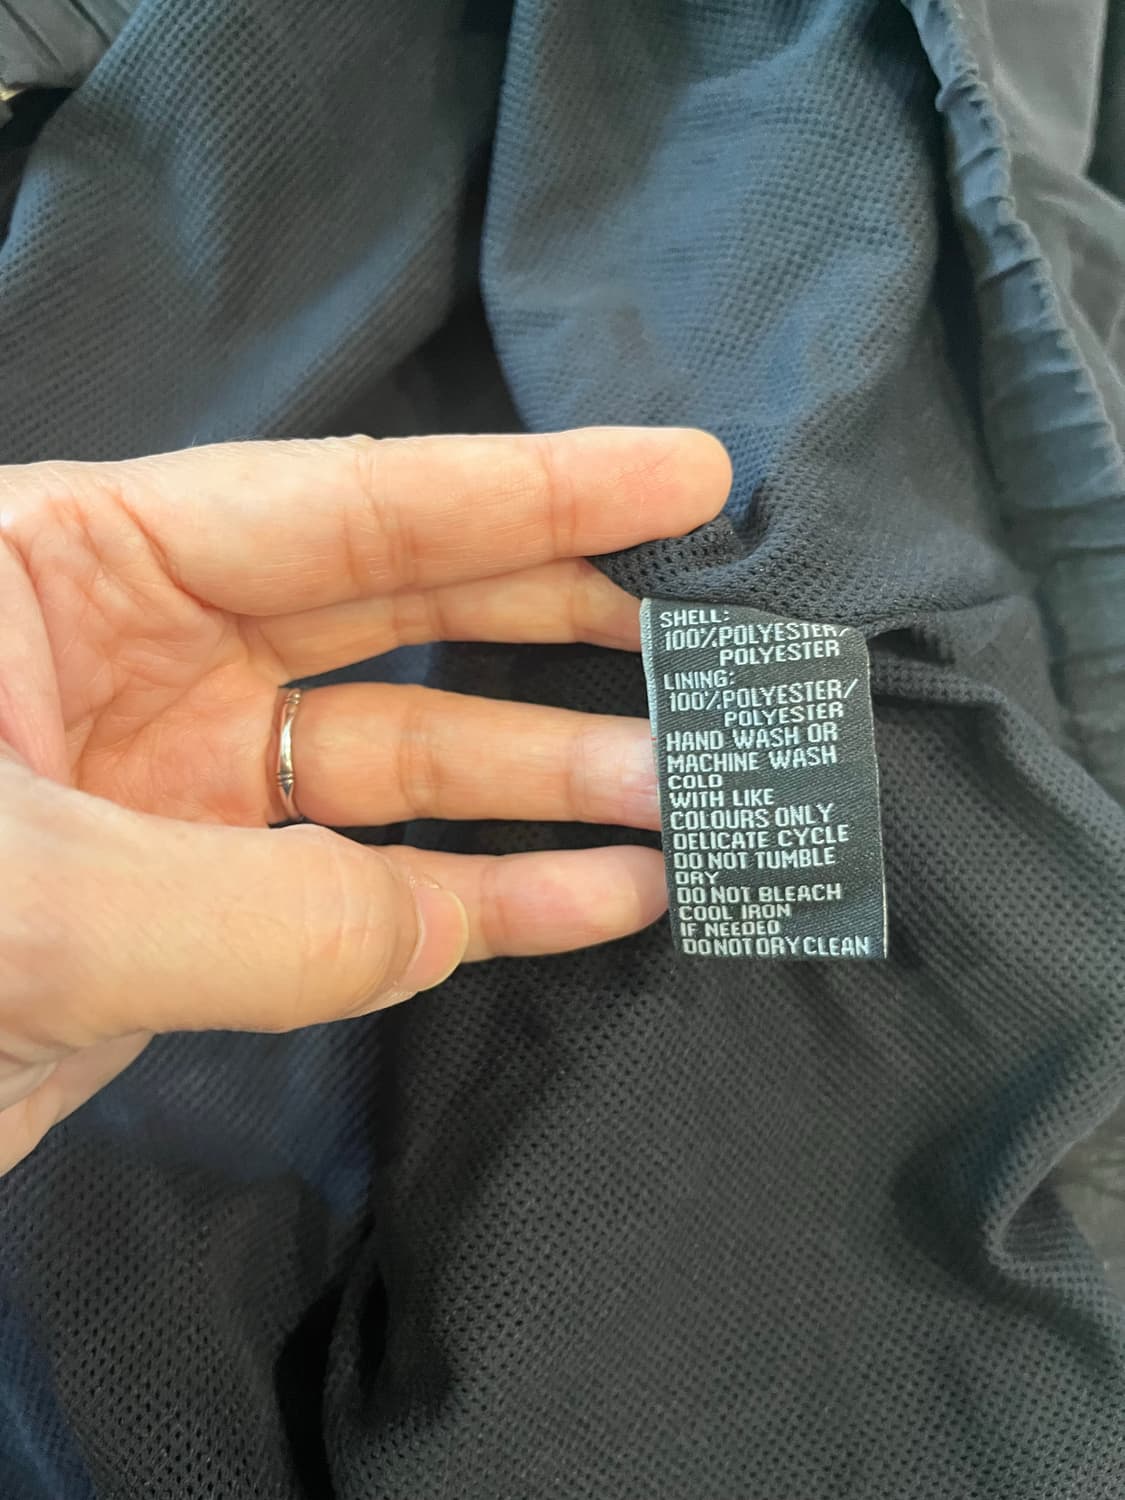 SHELL:
100%POLYESTER/
POLYESTER
LINING:
100%POLYESTER/
POLYESTER
HAND WASH OR
MACHINE WASH
COLD
WITH LIKE
COLOURS ONLY
DELICATE CYCLE
DO NOT TUMBLE
DRY
DO NOT BLEACH
COOL IRON
IF NEEDED
DO NOT DRY CLEAN